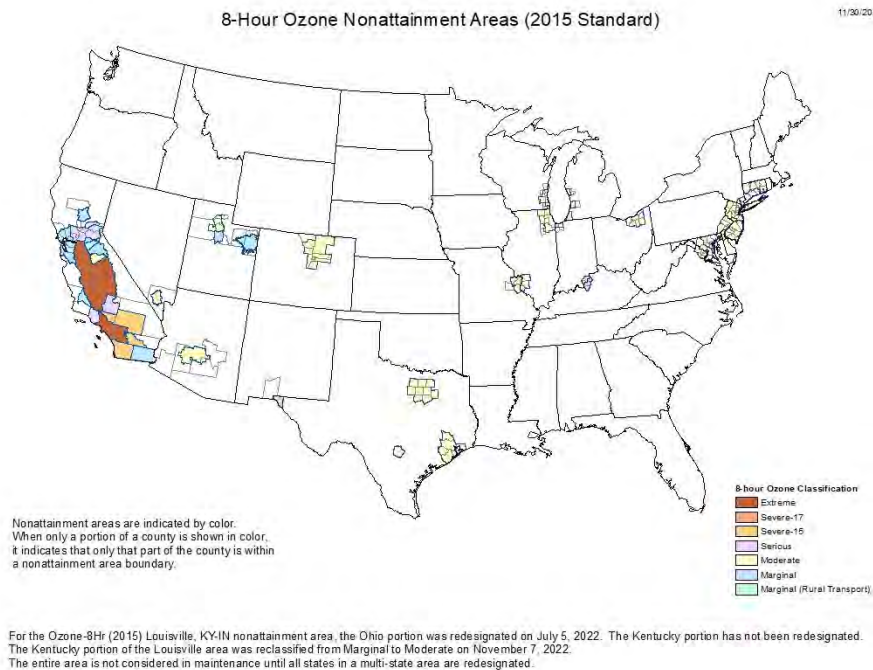 11/30/20
8-Hour Ozone Nonattainment Areas (2015 Standard)
8-hour Ozone Classification
Extreme
Severe-17
Severe-15
Serious
Moderate
Marginal
Marginal (Rural Transport)
Nonattainment areas are indicated by color.
When only a portion of a county is shown in color,
it indicates that only that part of the county is within
a nonattainment area boundary.
For the Ozone-8Hr (2015) Louisville, KY-IN nonattainment area, the Ohio portion was redesignated on July 5, 2022. The Kentucky portion has not been redesignated.
The Kentucky portion of the Louisville area was reclassified from Marginal to Moderate on November 7, 2022.
The entire area is not considered in maintenance until all states in a multi-state area are redesignated.